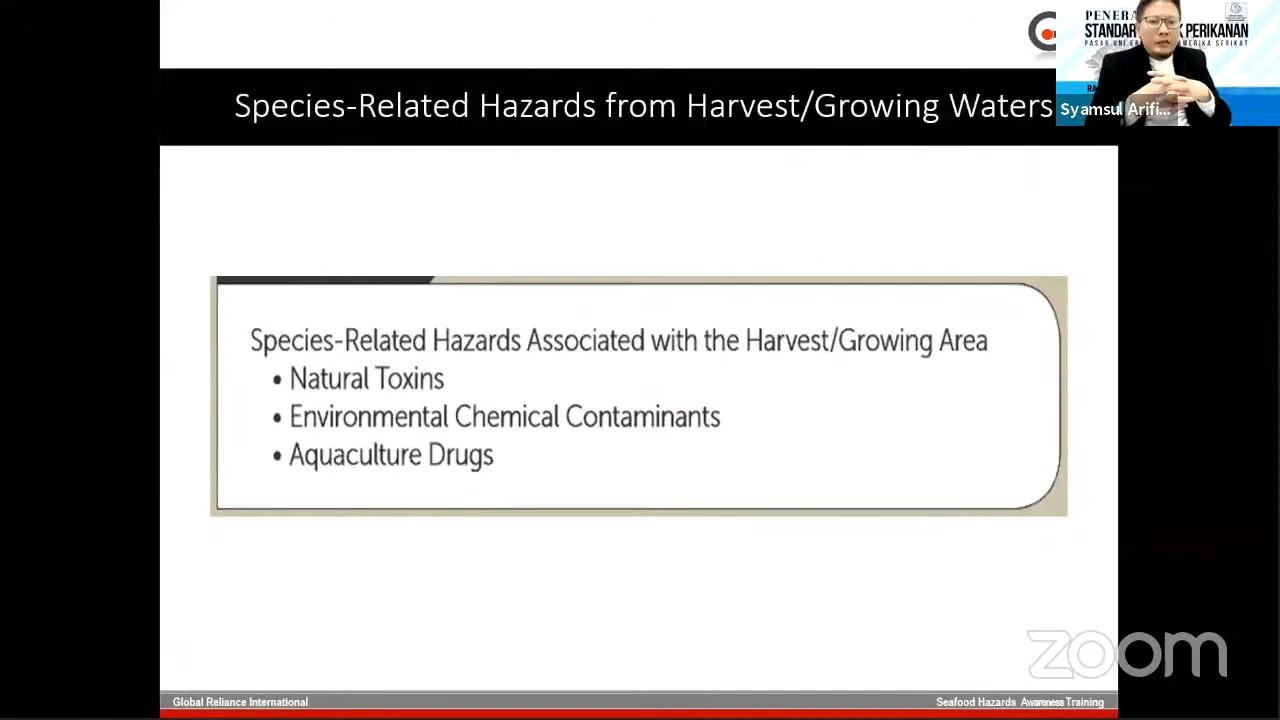 PENERA
STANDAR K PERIKANAN
PASAR UNI ER AMERIKA SERIKAT
Syamsul Arifi...
Species-Related Hazards from Harvest/Growing Waters
Species-Related Hazards Associated with the Harvest/Growing Area
• Natural Toxins
• Environmental Chemical Contaminants
• Aquaculture Drugs
zoom
Global Reliance International
Seafood Hazards Awareness Training